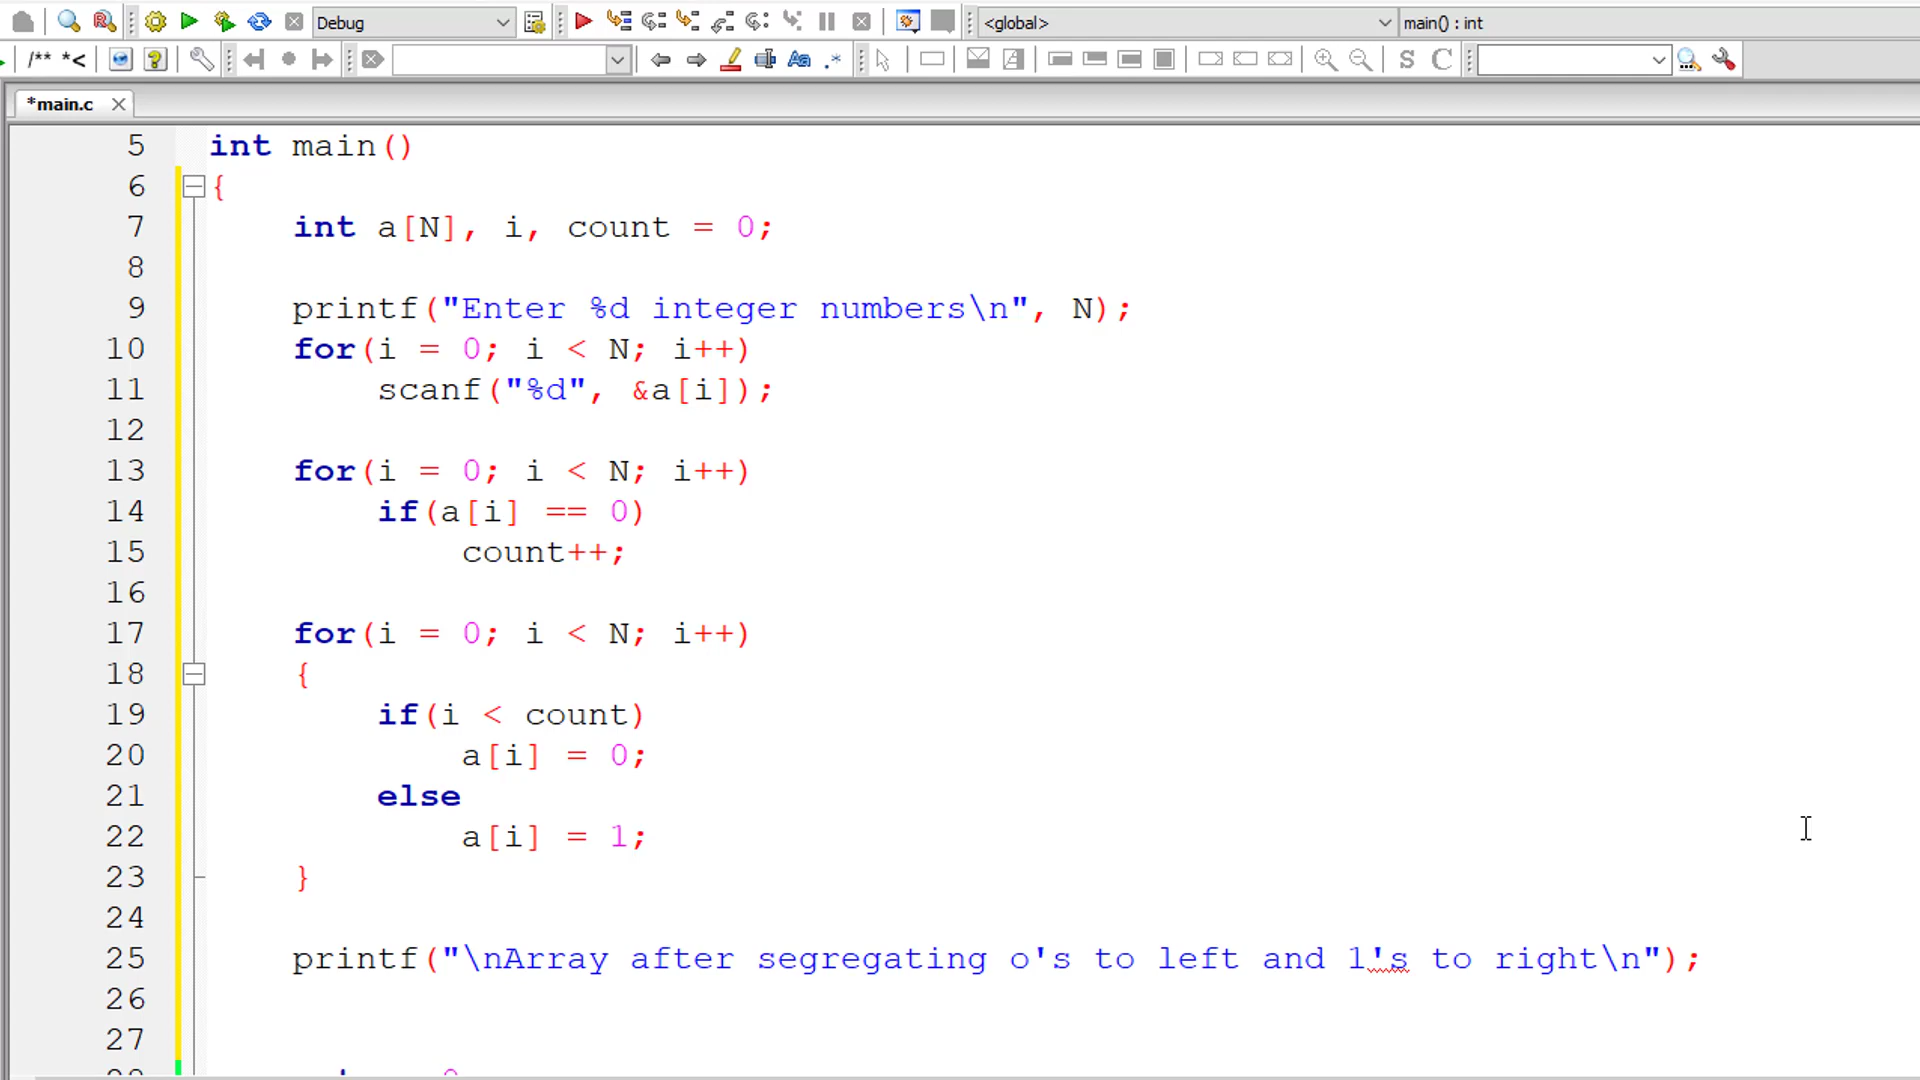 Debug <global> main() : int
/** *<
*main.c
5 int main()
6 {
7 int a[N], i, count = 0;
8
9 printf("Enter %d integer numbers\n", N);
10 for(i = 0; i < N; i++)
11 scanf("%d", &a[i]);
12
13 for(i = 0; i < N; i++)
14 if(a[i] == 0)
15 count++;
16
17 for(i = 0; i < N; i++)
18 {
19 if(i < count)
20 a[i] = 0;
21 else
22 a[i] = 1;
23 }
24
25 printf("\nArray after segregating o's to left and 1's to right\n");
26
27